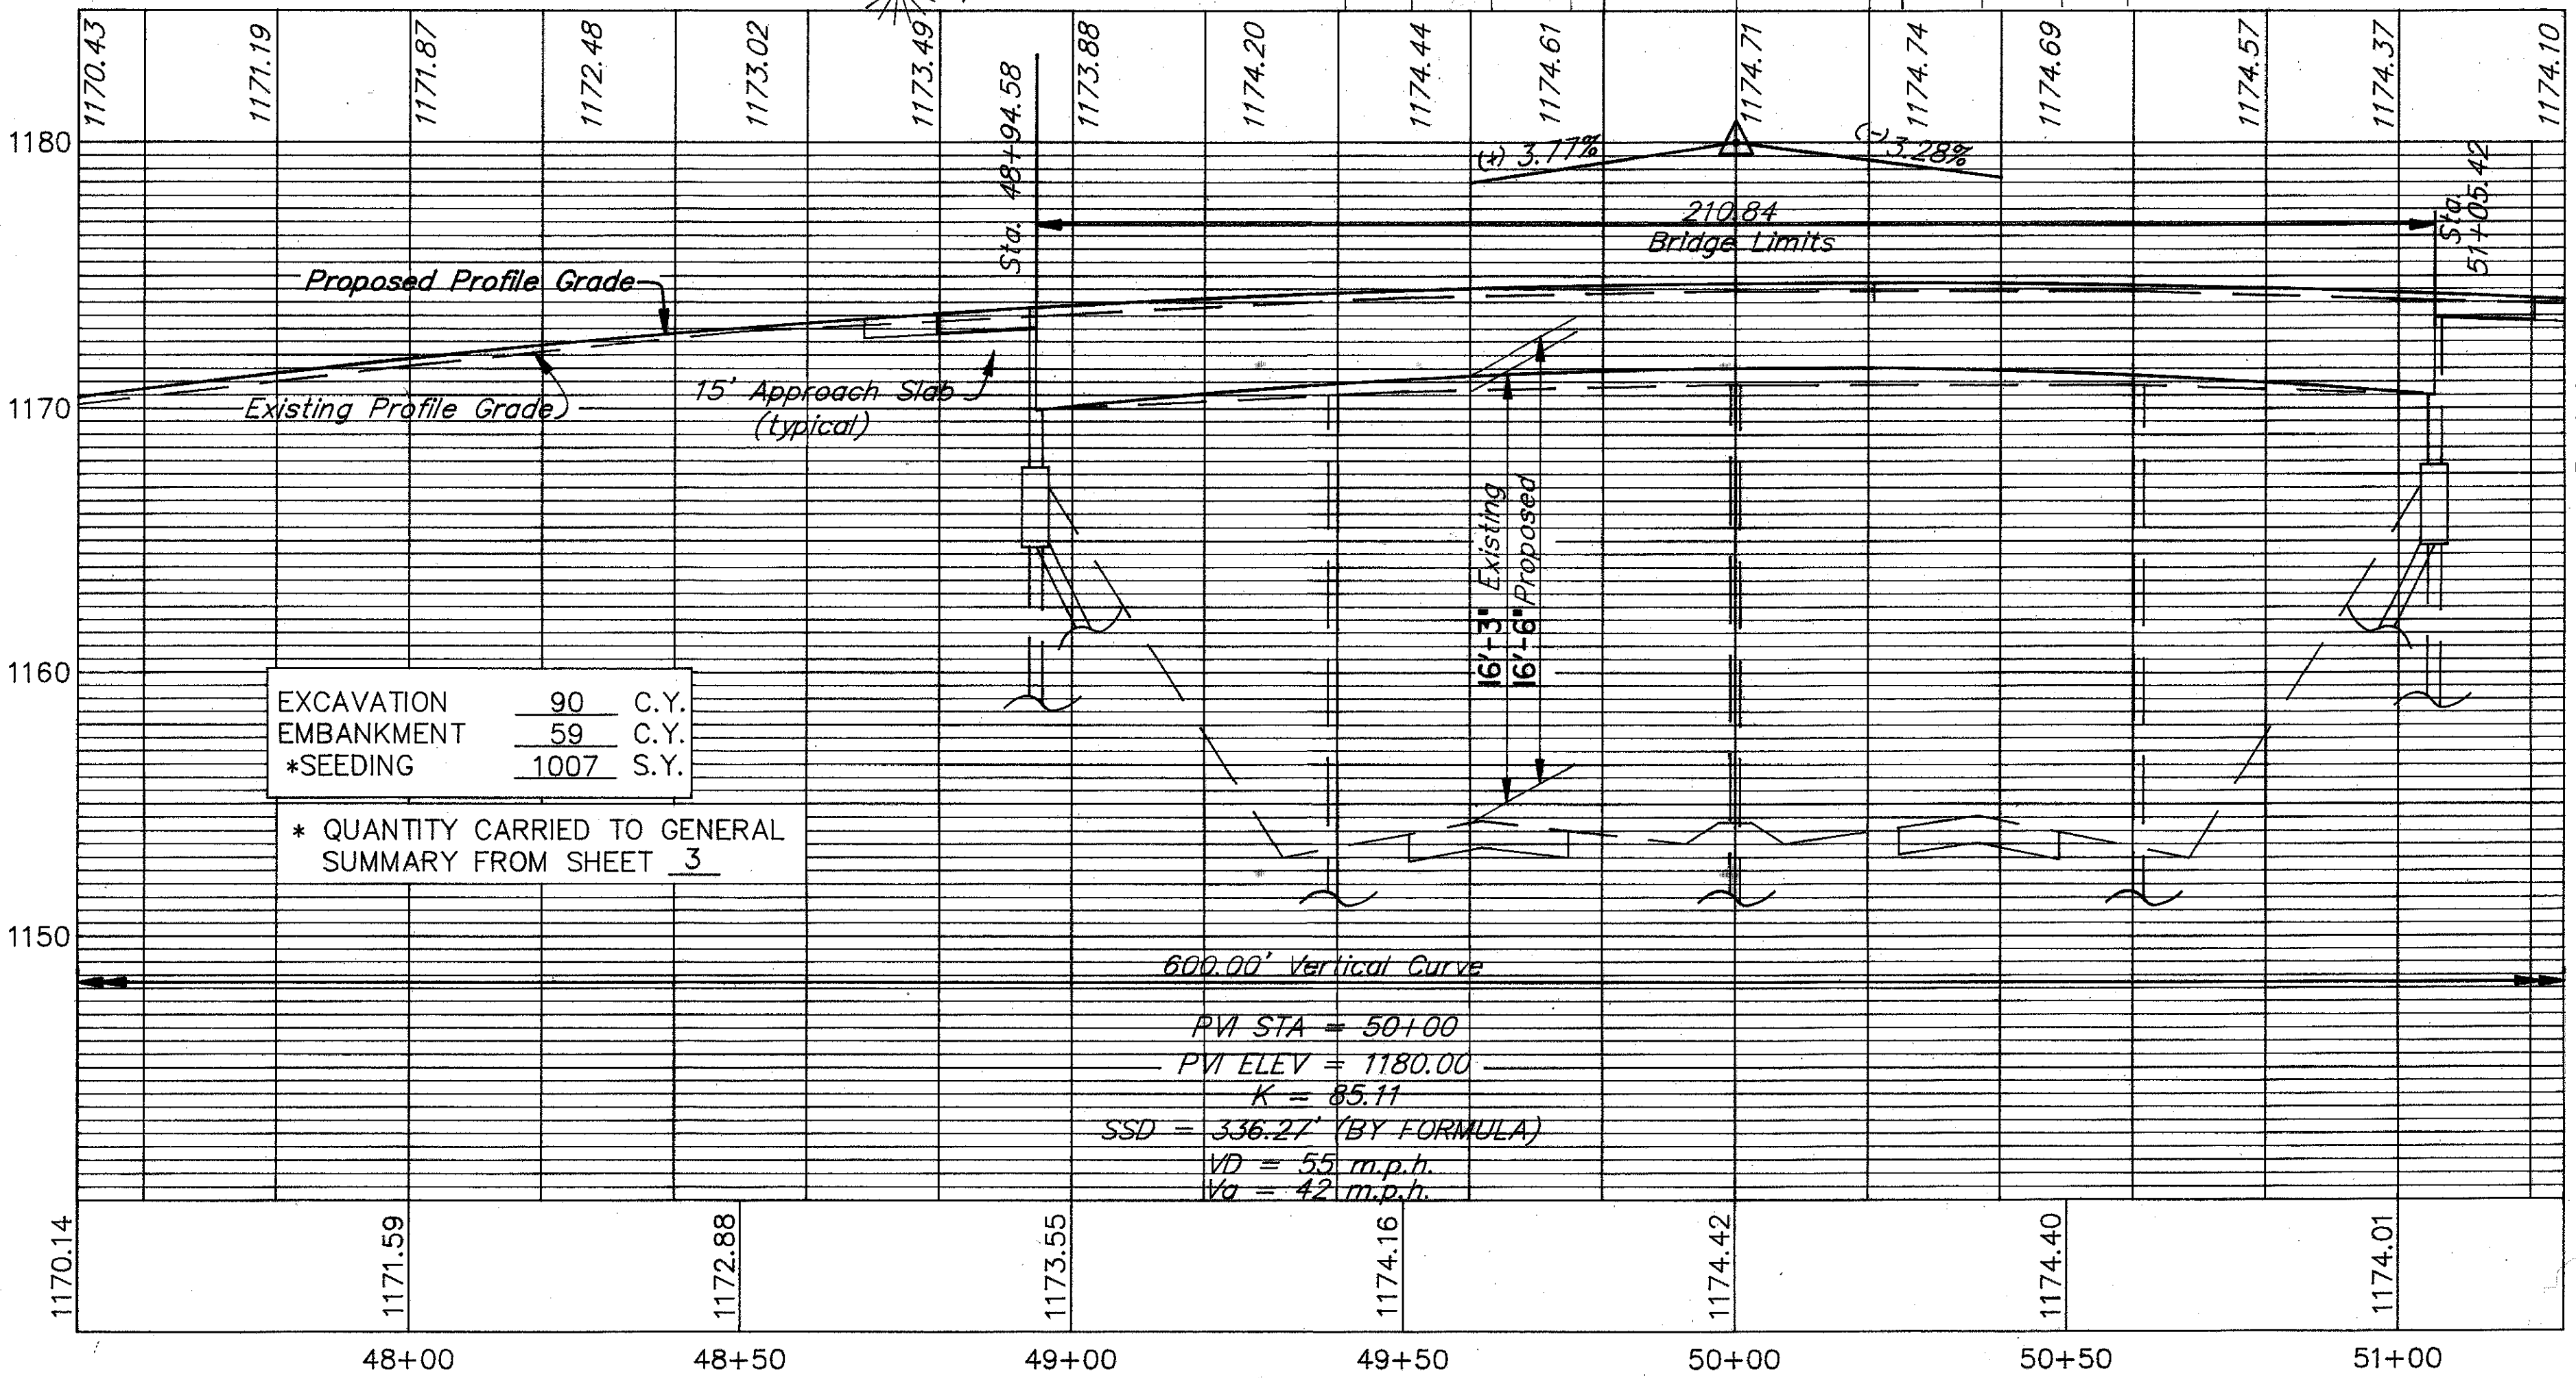 1170.43
1171.19
1171.87
1172.48
1173.02
1173.49
1173.88
1174.20
1174.44
1174.61
1174.71
1174.74
1174.69
1174.57
1174.37
1174.10
Sta. 48+94.58
1180
(+) 3.77%
(-) 3.28%
210.84
Bridge Limits
Sta.
51+05.42
Proposed Profile Grade
Existing Profile Grade
15' Approach Slab
(typical)
1170
16'-3" Existing
16'-6" Proposed
1160
EXCAVATION 90 C.Y.
EMBANKMENT 59 C.Y.
*SEEDING 1007 S.Y.
* QUANTITY CARRIED TO GENERAL
SUMMARY FROM SHEET 3
1150
600.00' Vertical Curve
PVI STA = 50+00
PVI ELEV = 1180.00
K = 85.11
SSD = 336.27' (BY FORMULA)
VD = 55 m.p.h.
Va = 42 m.p.h.
1170.14
1171.59
1172.88
1173.55
1174.16
1174.42
1174.40
1174.01
48+00
48+50
49+00
49+50
50+00
50+50
51+00